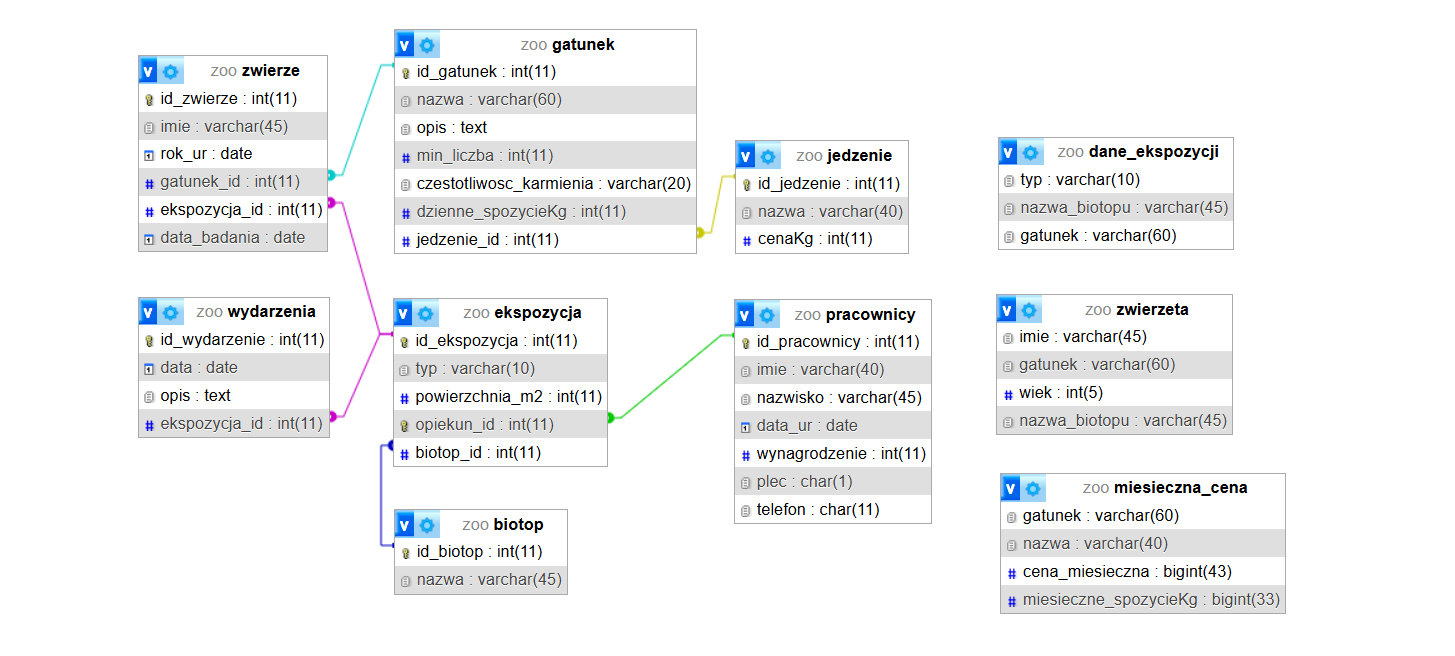 zoo zwierze
id_zwierze : int(11)
imie : varchar(45)
rok_ur : date
gatunek_id : int(11)
ekspozycja_id : int(11)
data_badania : date
zoo gatunek
id_gatunek : int(11)
nazwa : varchar(60)
opis : text
min_liczba : int(11)
czestotliwosc_karmienia : varchar(20)
dzienne_spozycieKg : int(11)
jedzenie_id : int(11)
zoo jedzenie
id_jedzenie : int(11)
nazwa : varchar(40)
cenaKg : int(11)
zoo dane_ekspozycji
typ : varchar(10)
nazwa_biotopu : varchar(45)
gatunek : varchar(60)
zoo wydarzenia
id_wydarzenie : int(11)
data : date
opis : text
ekspozycja_id : int(11)
zoo ekspozycja
id_ekspozycja : int(11)
typ : varchar(10)
powierzchnia_m2 : int(11)
opiekun_id : int(11)
biotop_id : int(11)
zoo pracownicy
id_pracownicy : int(11)
imie : varchar(40)
nazwisko : varchar(45)
data_ur : date
wynagrodzenie : int(11)
plec : char(1)
telefon : char(11)
zoo zwierzeta
imie : varchar(45)
gatunek : varchar(60)
wiek : int(5)
nazwa_biotopu : varchar(45)
zoo biotop
id_biotop : int(11)
nazwa : varchar(45)
zoo miesieczna_cena
gatunek : varchar(60)
nazwa : varchar(40)
cena_miesieczna : bigint(43)
miesieczne_spozycieKg : bigint(33)